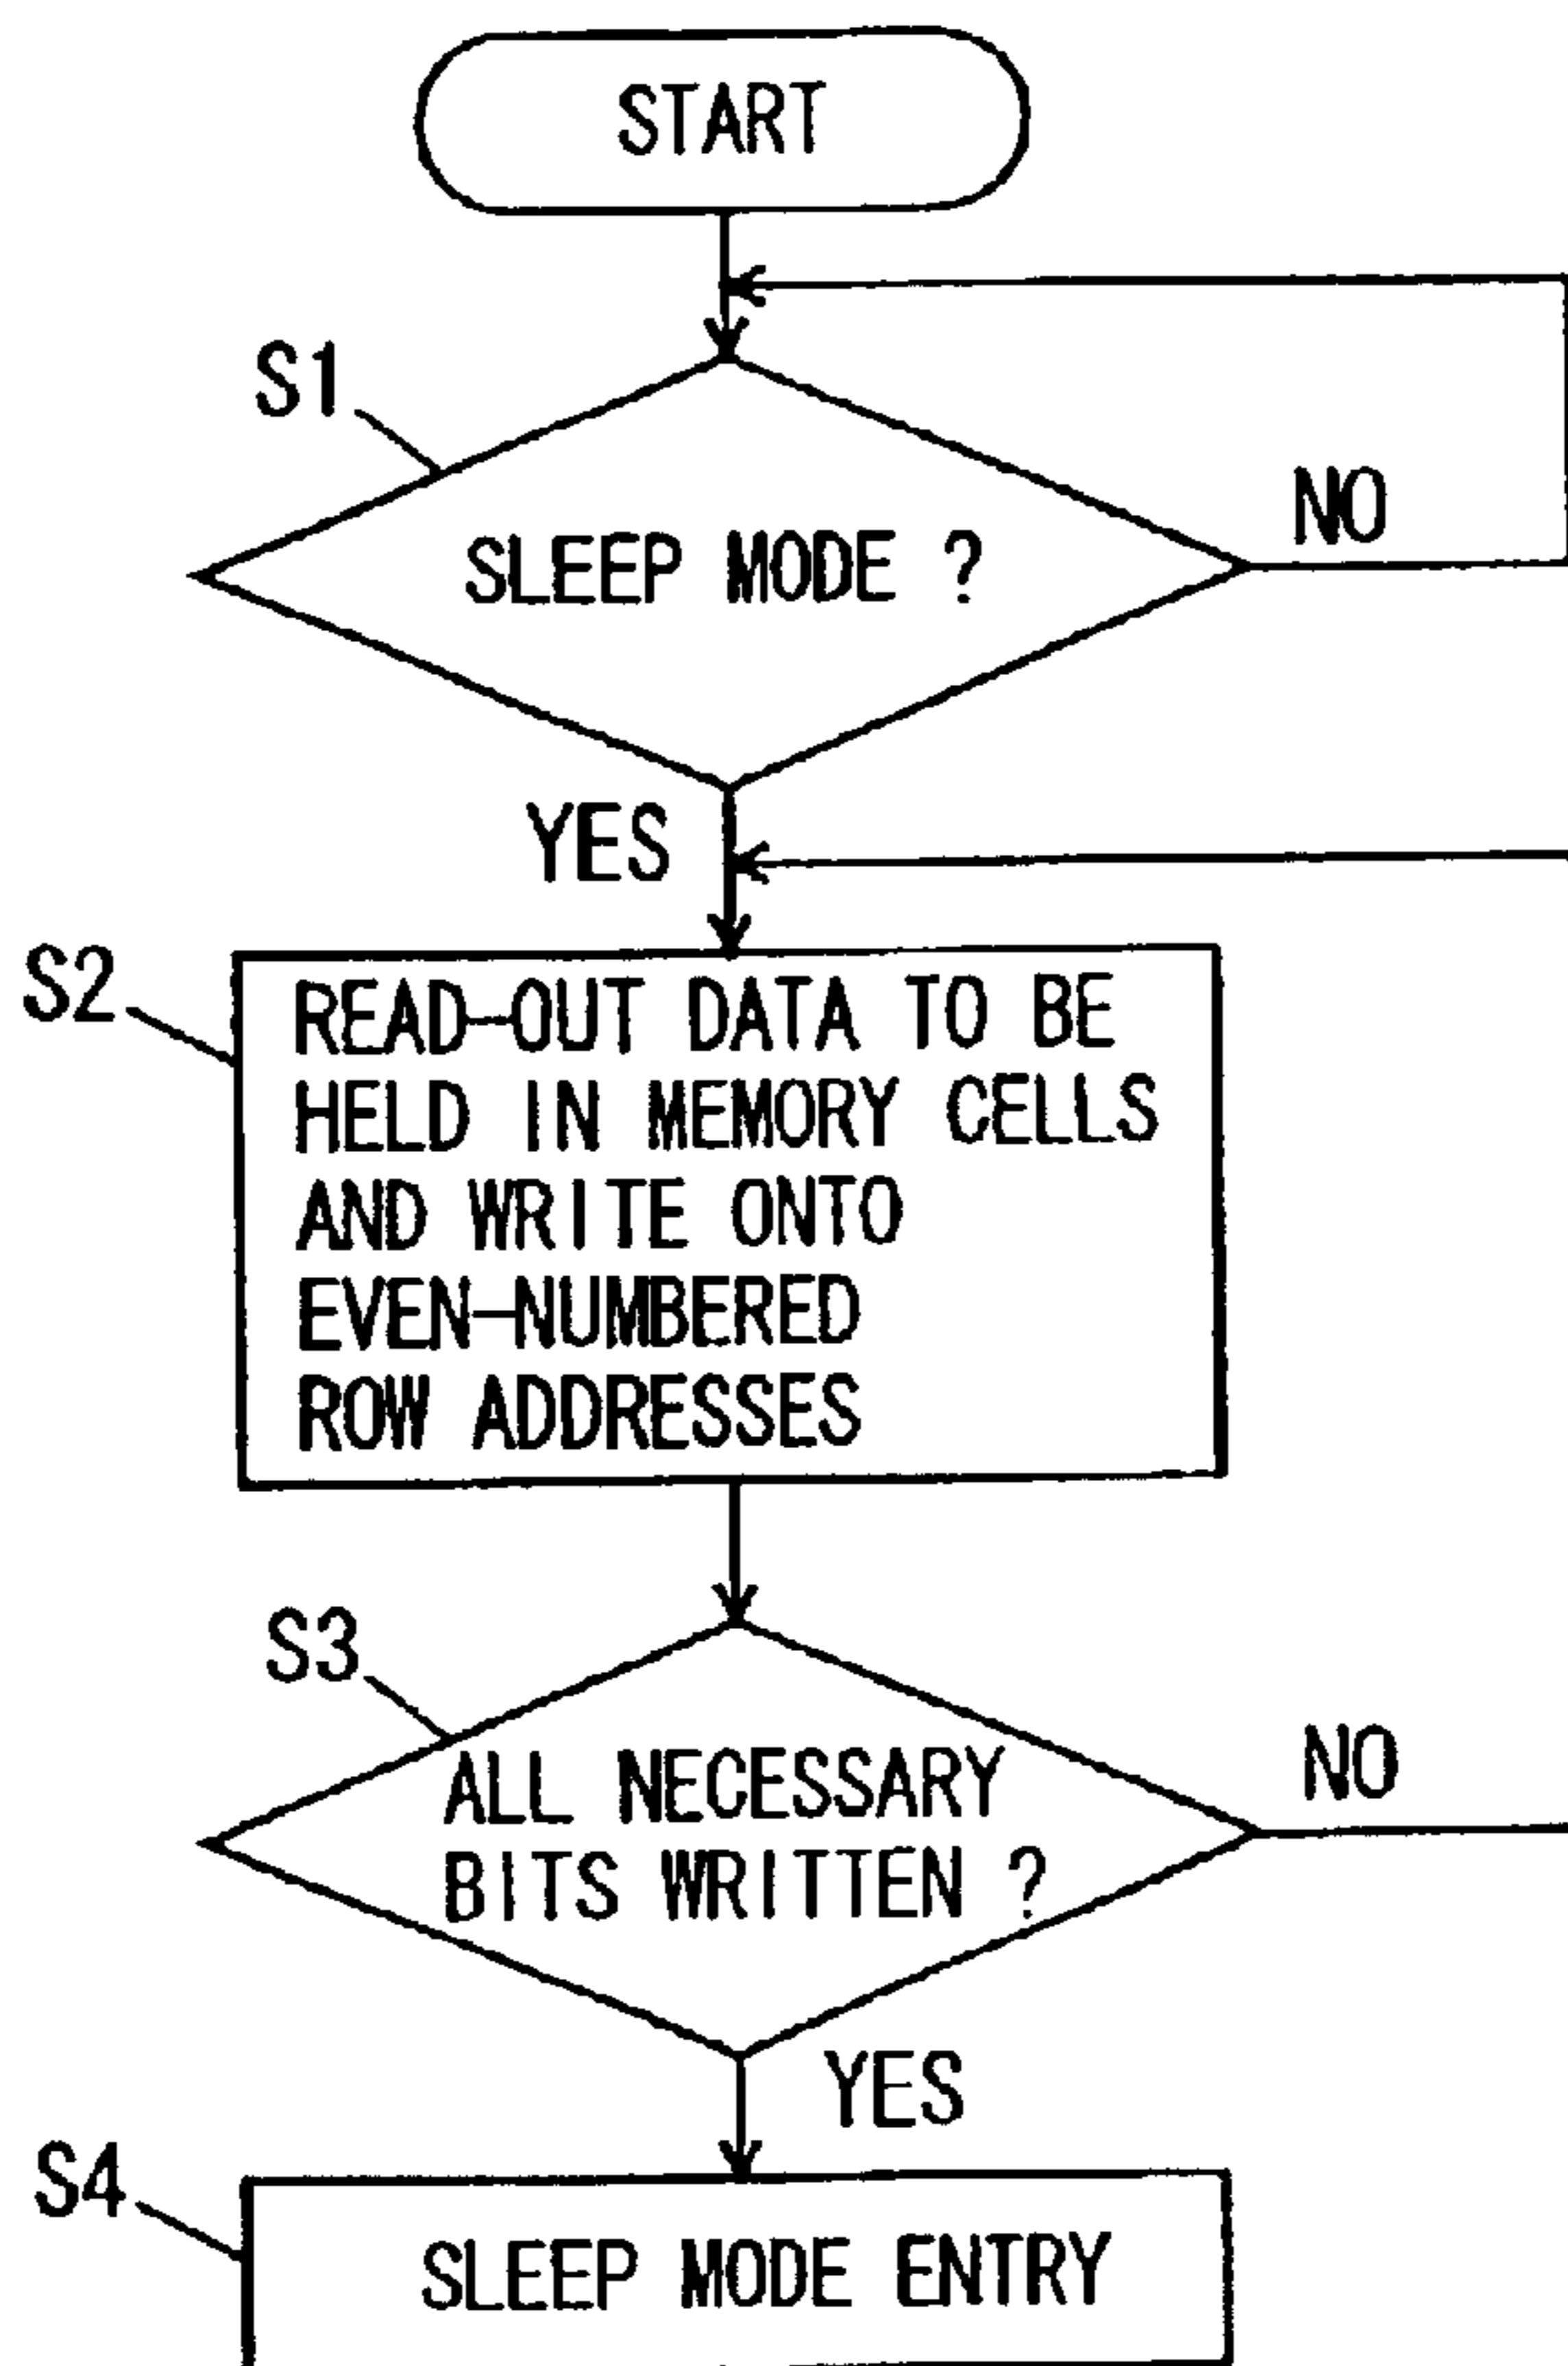 START
S1
SLEEP MODE ?
NO
YES
S2
READ-OUT DATA TO BE
HELD IN MEMORY CELLS
AND WRITE ONTO
EVEN-NUMBERED
ROW ADDRESSES
S3
ALL NECESSARY
BITS WRITTEN ?
NO
YES
S4
SLEEP MODE ENTRY